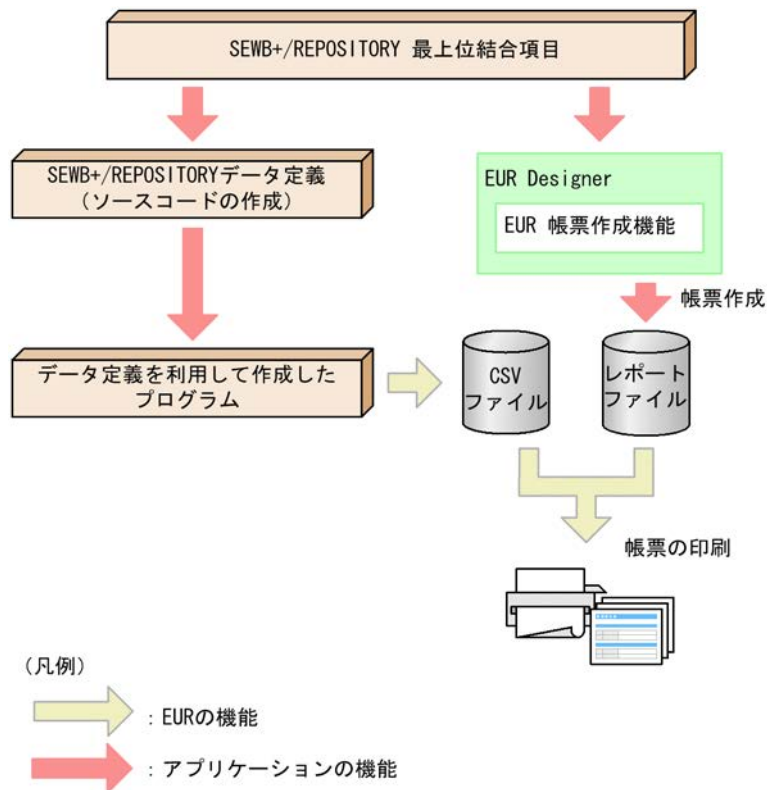 SEWB+/REPOSITORY 最上位結合項目
SEWB+/REPOSITORYデータ定義
(ソースコードの作成)
EUR Designer
EUR 帳票作成機能
帳票作成
データ定義を利用して作成した
プログラム
CSV
ファイル
レポート
ファイル
帳票の印刷
(凡例)
：EURの機能
：アプリケーションの機能